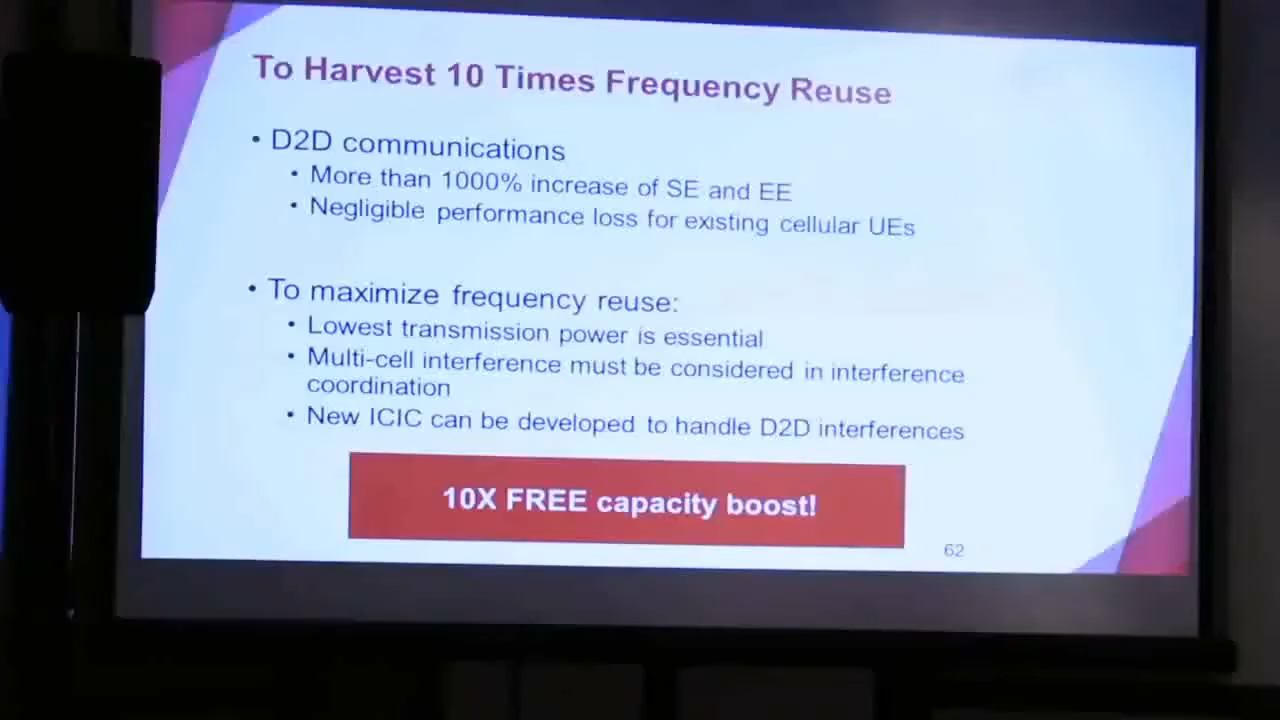 To Harvest 10 Times Frequency Reuse
• D2D communications
• More than 1000% increase of SE and EE
• Negligible performance loss for existing cellular UEs
• To maximize frequency reuse:
• Lowest transmission power is essential
• Multi-cell interference must be considered in interference
coordination
• New ICIC can be developed to handle D2D interferences
10X FREE capacity boost!
62